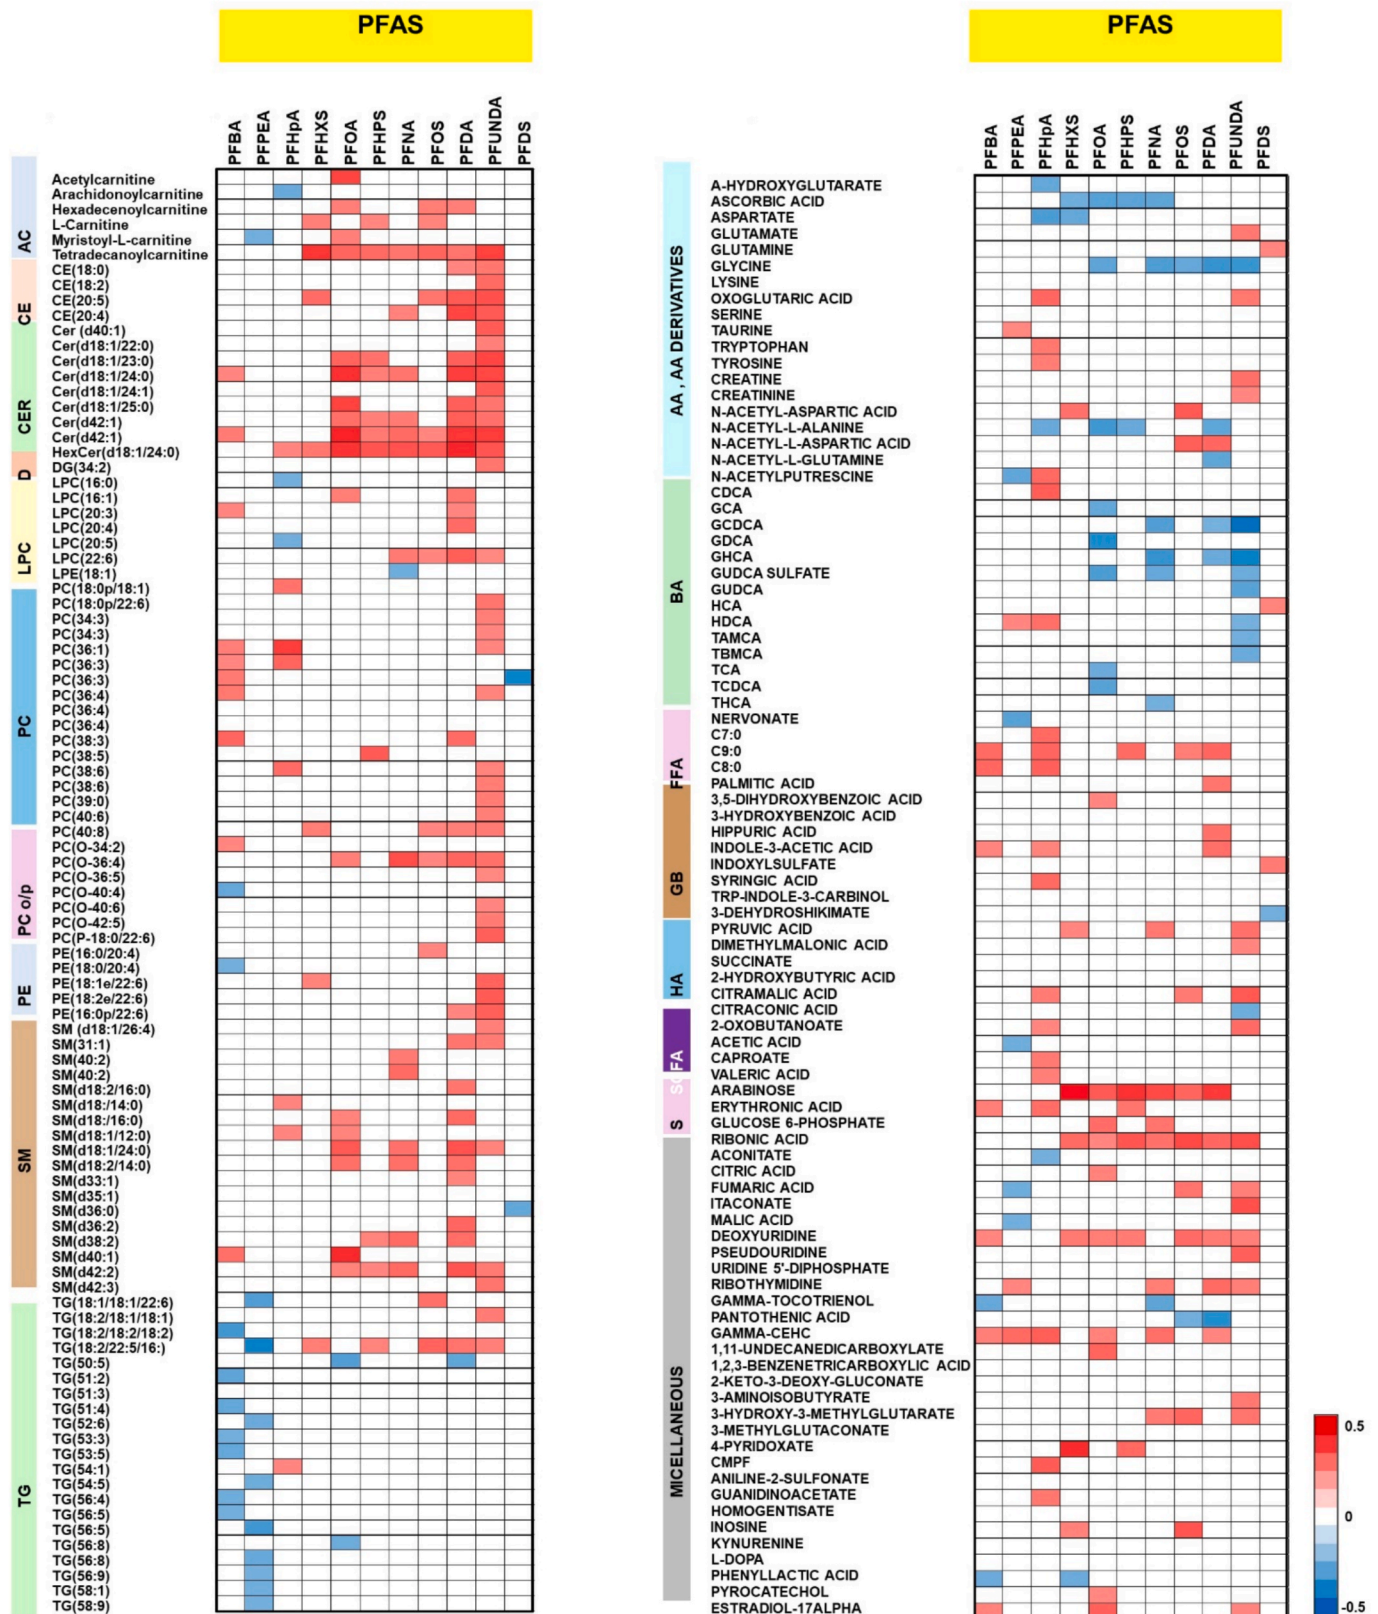 PFAS
PFBA
PFPEA
PFHpA
PFHXS
PFOA
PFHPS
PFNA
PFOS
PFDA
PFUNDA
PFDS
AC
Acetylcarnitine
Arachidonoylcarnitine
Hexadecenoylcarnitine
L-Carnitine
Myristoyl-L-carnitine
Tetradecanoylcarnitine
CE
CE(18:0)
CE(18:2)
CE(20:5)
CE(20:4)
CER
Cer (d40:1)
Cer(d18:1/22:0)
Cer(d18:1/23:0)
Cer(d18:1/24:0)
Cer(d18:1/24:1)
Cer(d18:1/25:0)
Cer(d42:1)
Cer(d42:1)
HexCer(d18:1/24:0)
D
DG(34:2)
LPC
LPC(16:0)
LPC(16:1)
LPC(20:3)
LPC(20:4)
LPC(20:5)
LPC(22:6)
LPE(18:1)
PC
PC(18:0p/18:1)
PC(18:0p/22:6)
PC(34:3)
PC(34:3)
PC(36:1)
PC(36:3)
PC(36:3)
PC(36:4)
PC(36:4)
PC(36:4)
PC(38:3)
PC(38:5)
PC(38:6)
PC(38:6)
PC(39:0)
PC(40:6)
PC(40:8)
PC o/p
PC(O-34:2)
PC(O-36:4)
PC(O-36:5)
PC(O-40:4)
PC(O-40:6)
PC(O-42:5)
PC(P-18:0/22:6)
PE
PE(16:0/20:4)
PE(18:0/20:4)
PE(18:1e/22:6)
PE(18:2e/22:6)
PE(16:0p/22:6)
SM
SM (d18:1/26:4)
SM(31:1)
SM(40:2)
SM(40:2)
SM(d18:2/16:0)
SM(d18:/14:0)
SM(d18:/16:0)
SM(d18:1/12:0)
SM(d18:1/24:0)
SM(d18:2/14:0)
SM(d33:1)
SM(d35:1)
SM(d36:0)
SM(d36:2)
SM(d38:2)
SM(d40:1)
SM(d42:2)
SM(d42:3)
TG
TG(18:1/18:1/22:6)
TG(18:2/18:1/18:1)
TG(18:2/18:2/18:2)
TG(18:2/22:5/16:)
TG(50:5)
TG(51:2)
TG(51:3)
TG(51:4)
TG(52:6)
TG(53:3)
TG(53:5)
TG(54:1)
TG(54:5)
TG(56:4)
TG(56:5)
TG(56:5)
TG(56:8)
TG(56:8)
TG(56:9)
TG(58:1)
TG(58:9)
PFAS
PFBA
PFPEA
PFHpA
PFHXS
PFOA
PFHPS
PFNA
PFOS
PFDA
PFUNDA
PFDS
AA , AA DERIVATIVES
A-HYDROXYGLUTARATE
ASCORBIC ACID
ASPARTATE
GLUTAMATE
GLUTAMINE
GLYCINE
LYSINE
OXOGLUTARIC ACID
SERINE
TAURINE
TRYPTOPHAN
TYROSINE
CREATINE
CREATININE
N-ACETYL-ASPARTIC ACID
N-ACETYL-L-ALANINE
N-ACETYL-L-ASPARTIC ACID
N-ACETYL-L-GLUTAMINE
N-ACETYLPUTRESCINE
BA
CDCA
GCA
GCDCA
GDCA
GHCA
GUDCA SULFATE
GUDCA
HCA
HDCA
TAMCA
TBMCA
TCA
TCDCA
THCA
FFA
NERVONATE
C7:0
C9:0
C8:0
PALMITIC ACID
GB
3,5-DIHYDROXYBENZOIC ACID
3-HYDROXYBENZOIC ACID
HIPPURIC ACID
INDOLE-3-ACETIC ACID
INDOXYLSULFATE
SYRINGIC ACID
TRP-INDOLE-3-CARBINOL
3-DEHYDROSHIKIMATE
HA
PYRUVIC ACID
DIMETHYLMALONIC ACID
SUCCINATE
2-HYDROXYBUTYRIC ACID
CITRAMALIC ACID
CITRACONIC ACID
SCFA
2-OXOBUTANOATE
ACETIC ACID
CAPROATE
VALERIC ACID
S
ARABINOSE
ERYTHRONIC ACID
GLUCOSE 6-PHOSPHATE
RIBONIC ACID
MICELLANEOUS
ACONITATE
CITRIC ACID
FUMARIC ACID
ITACONATE
MALIC ACID
DEOXYURIDINE
PSEUDOURIDINE
URIDINE 5'-DIPHOSPHATE
RIBOTHYMIDINE
GAMMA-TOCOTRIENOL
PANTOTHENIC ACID
GAMMA-CEHC
1,11-UNDECANEDICARBOXYLATE
1,2,3-BENZENETRICARBOXYLIC ACID
2-KETO-3-DEOXY-GLUCONATE
3-AMINOISOBUTYRATE
3-HYDROXY-3-METHYLGLUTARATE
3-METHYLGLUTACONATE
4-PYRIDOXATE
CMPF
ANILINE-2-SULFONATE
GUANIDINOACETATE
HOMOGENTISATE
INOSINE
KYNURENINE
L-DOPA
PHENYLLACTIC ACID
PYROCATECHOL
ESTRADIOL-17ALPHA
0.5
0
-0.5